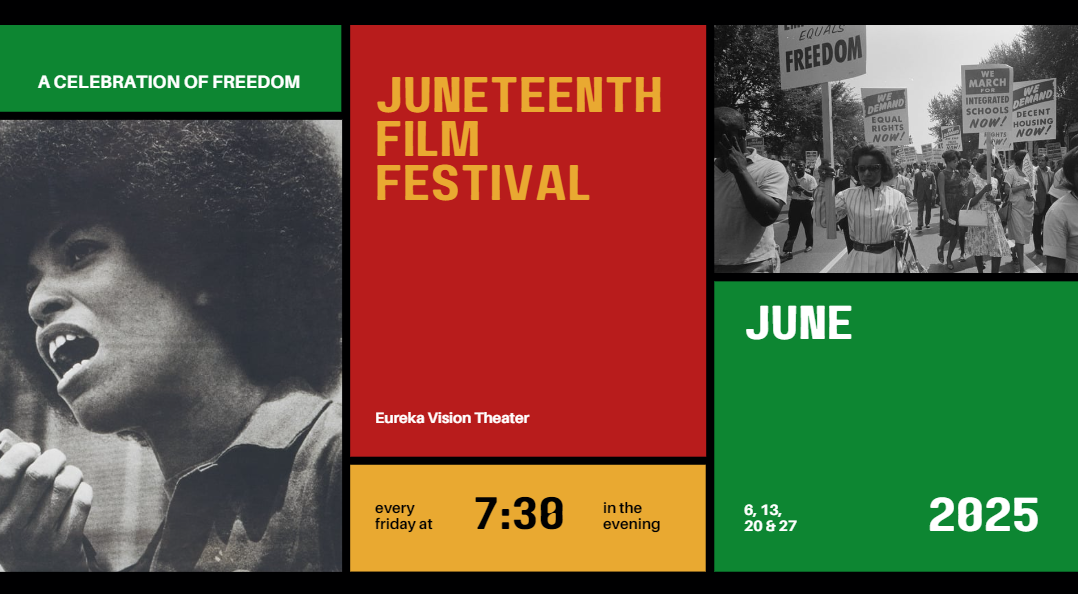 A CELEBRATION OF FREEDOM
JUNETEENTH
FILM
FESTIVAL
Eureka Vision Theater
every
friday at
7:30
in the
evening
EQUALS
FREEDOM
WE DEMAND
EQUAL
RIGHTS
NOW!
WE
MARCH
FOR
INTEGRATED
SCHOOLS
NOW!
WE
DEMAND
DECENT
HOUSING
NOW!
RIGHTS
NOW!
JUNE
6, 13,
20 & 27
2025